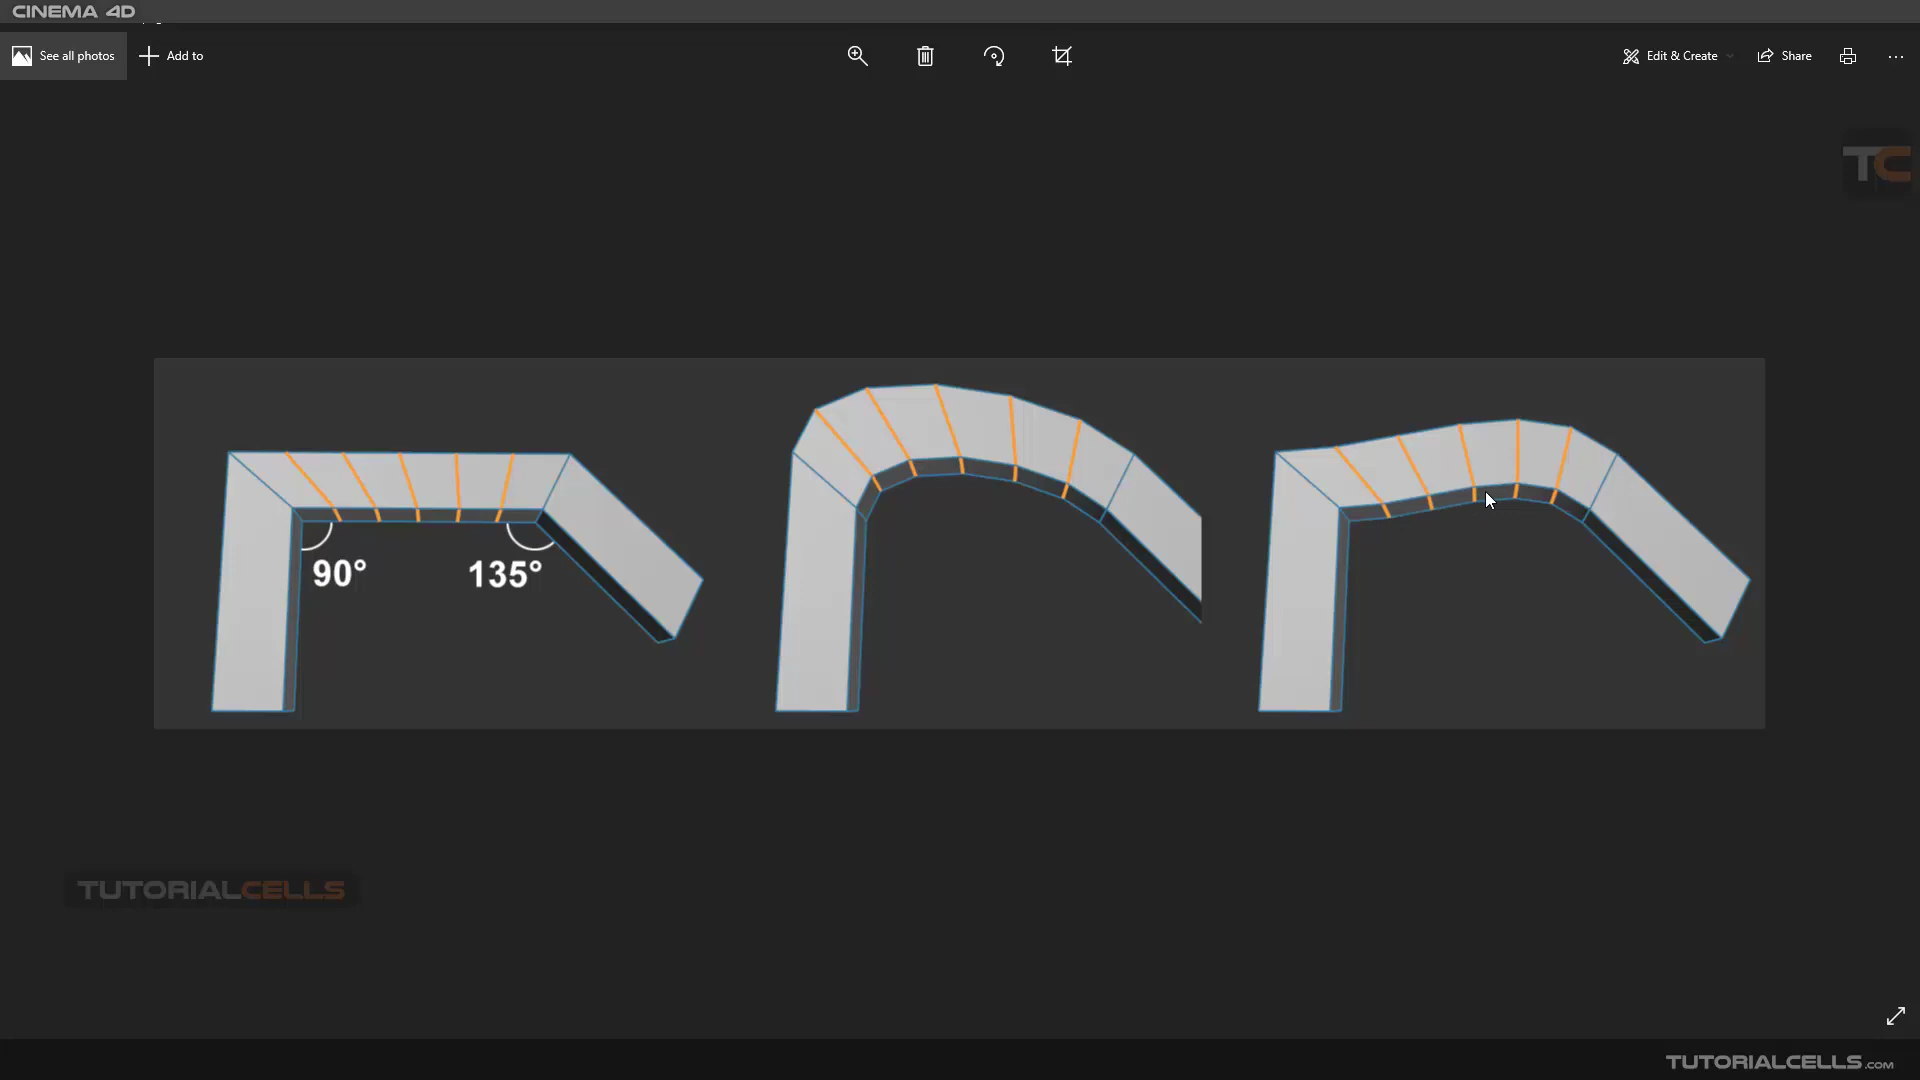 CINEMA 4D
See all photos
Add to
Edit & Create
Share
TC
90°
135°
TUTORIALCELLS
TUTORIALCELLS.COM